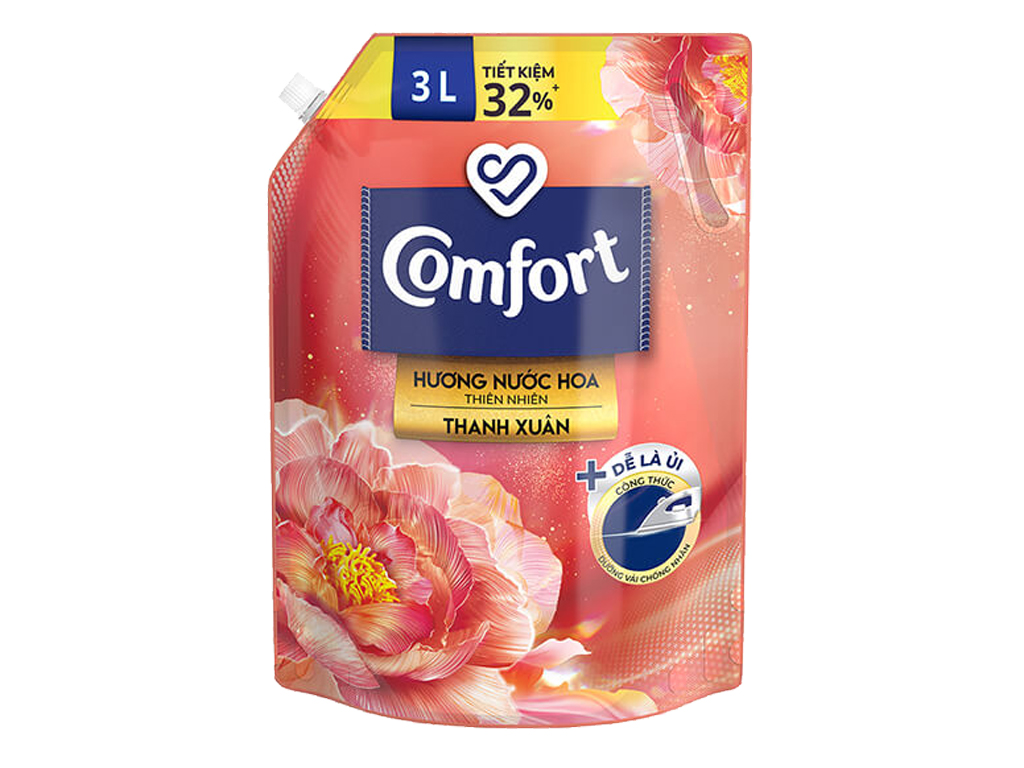 3 L
TIẾT KIỆM
32%+
Comfort
HƯƠNG NƯỚC HOA
THIÊN NHIÊN
THANH XUÂN
+ DỄ LÀ ỦI
CÔNG THỨC
DƯỠNG VẢI CHỐNG NHĂN